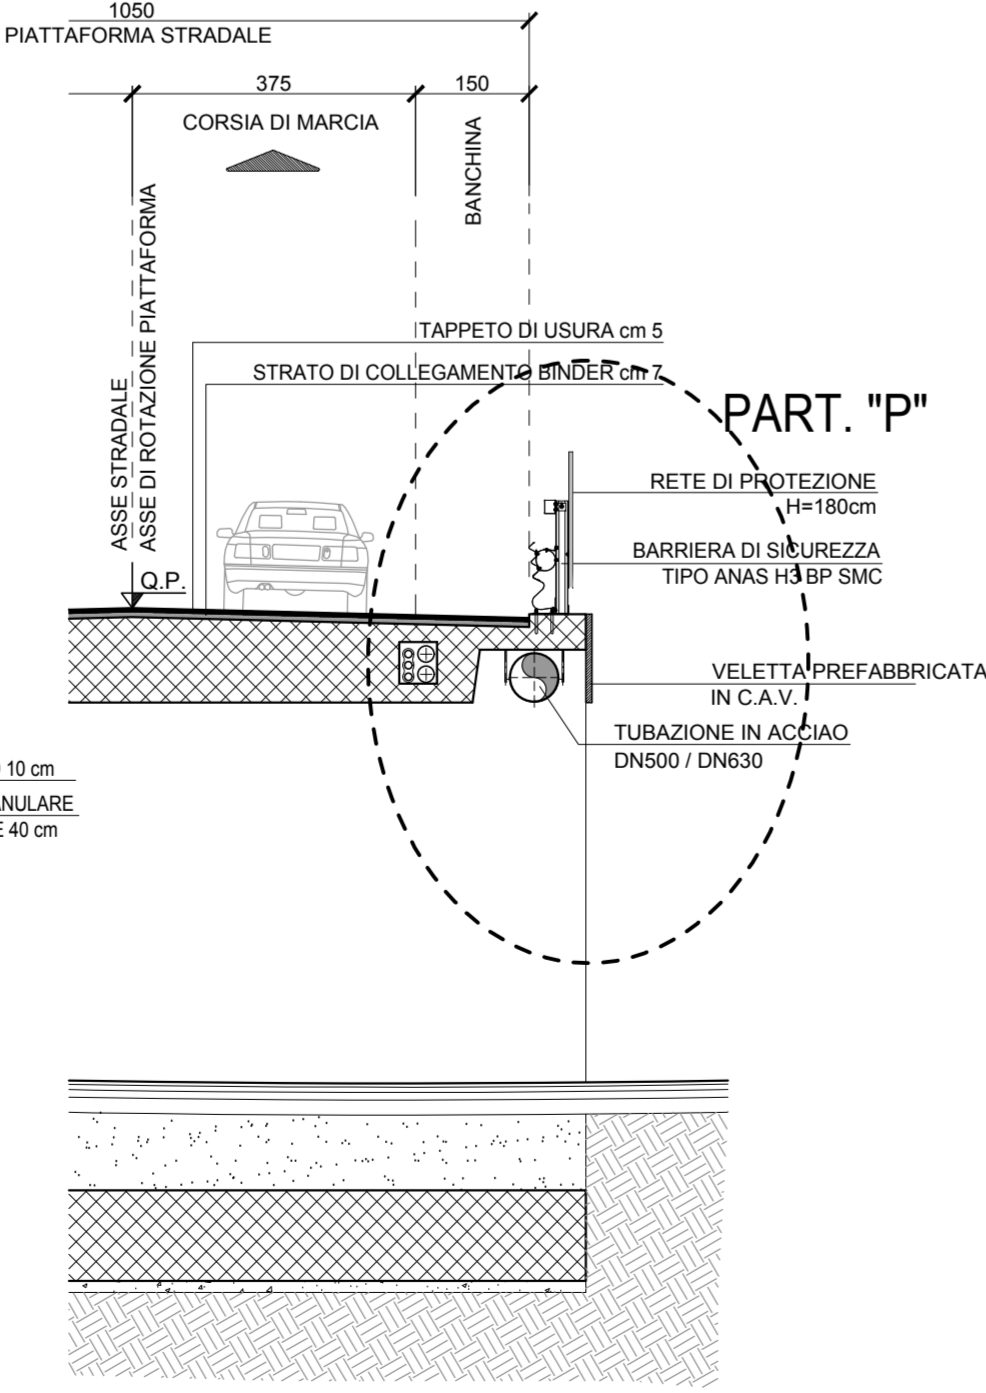 1050
PIATTAFORMA STRADALE
375
150
CORSIA DI MARCIA
BANCHINA
ASSE STRADALE
ASSE DI ROTAZIONE PIATTAFORMA
TAPPETO DI USURA cm 5
STRATO DI COLLEGAMENTO BINDER cm 7
PART. "P"
RETE DI PROTEZIONE
H=180cm
BARRIERA DI SICUREZZA
TIPO ANAS H3 BP SMC
Q.P.
VELETTA PREFABBRICATA
IN C.A.V.
TUBAZIONE IN ACCIAO
DN500 / DN630
10 cm
ANULARE
E 40 cm